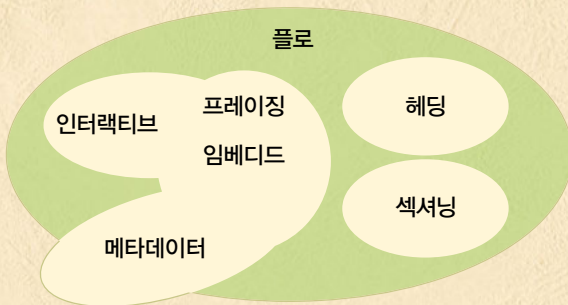 플로
프레이징
헤딩
인터랙티브
임베디드
섹셔닝
메타데이터